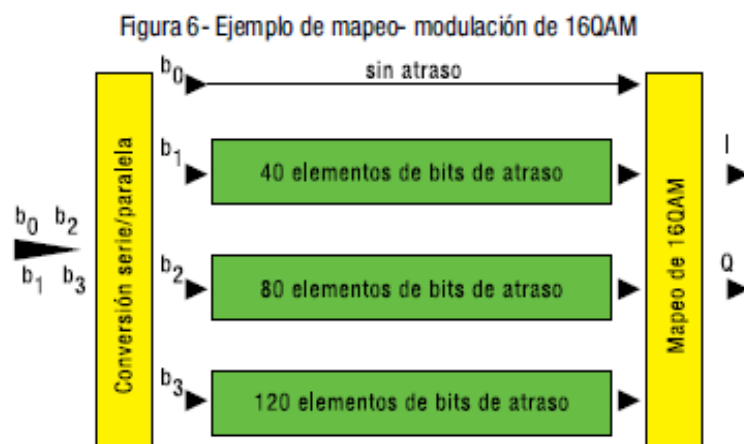 Figura 6- Ejemplo de mapeo- modulación de 16QAM
b0
sin atraso
b1
40 elementos de bits de atraso
I
b0 b2
b1 b3
Conversión serie/paralela
b2
80 elementos de bits de atraso
Mapeo de 16QAM
Q
b3
120 elementos de bits de atraso